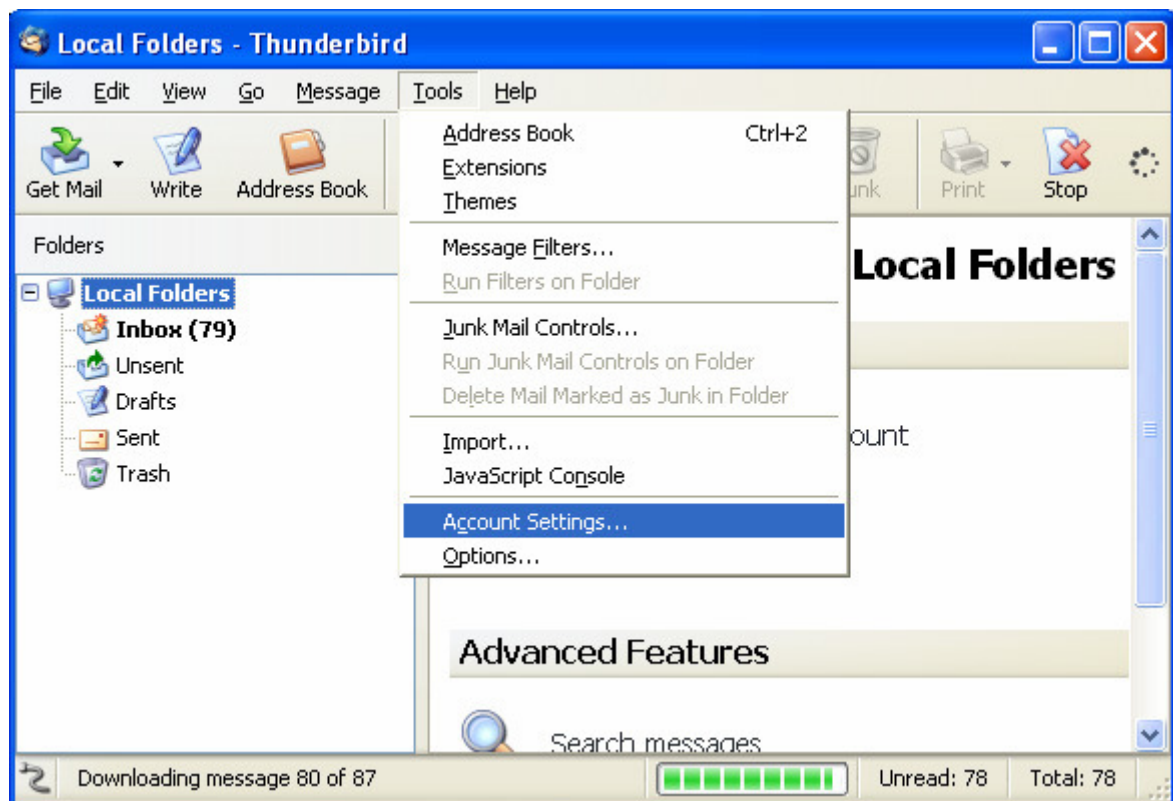 Local Folders - Thunderbird
File Edit View Go Message Tools Help
Get Mail Write Address Book Print Stop
Address Book Ctrl+2
Extensions
Themes
Message Filters...
Run Filters on Folder
Junk Mail Controls...
Run Junk Mail Controls on Folder
Delete Mail Marked as Junk in Folder
Import...
JavaScript Console
Account Settings...
Options...
Folders
Local Folders
Inbox (79)
Unsent
Drafts
Sent
Trash
Local Folders
Advanced Features
Search messages
Downloading message 80 of 87 Unread: 78 Total: 78